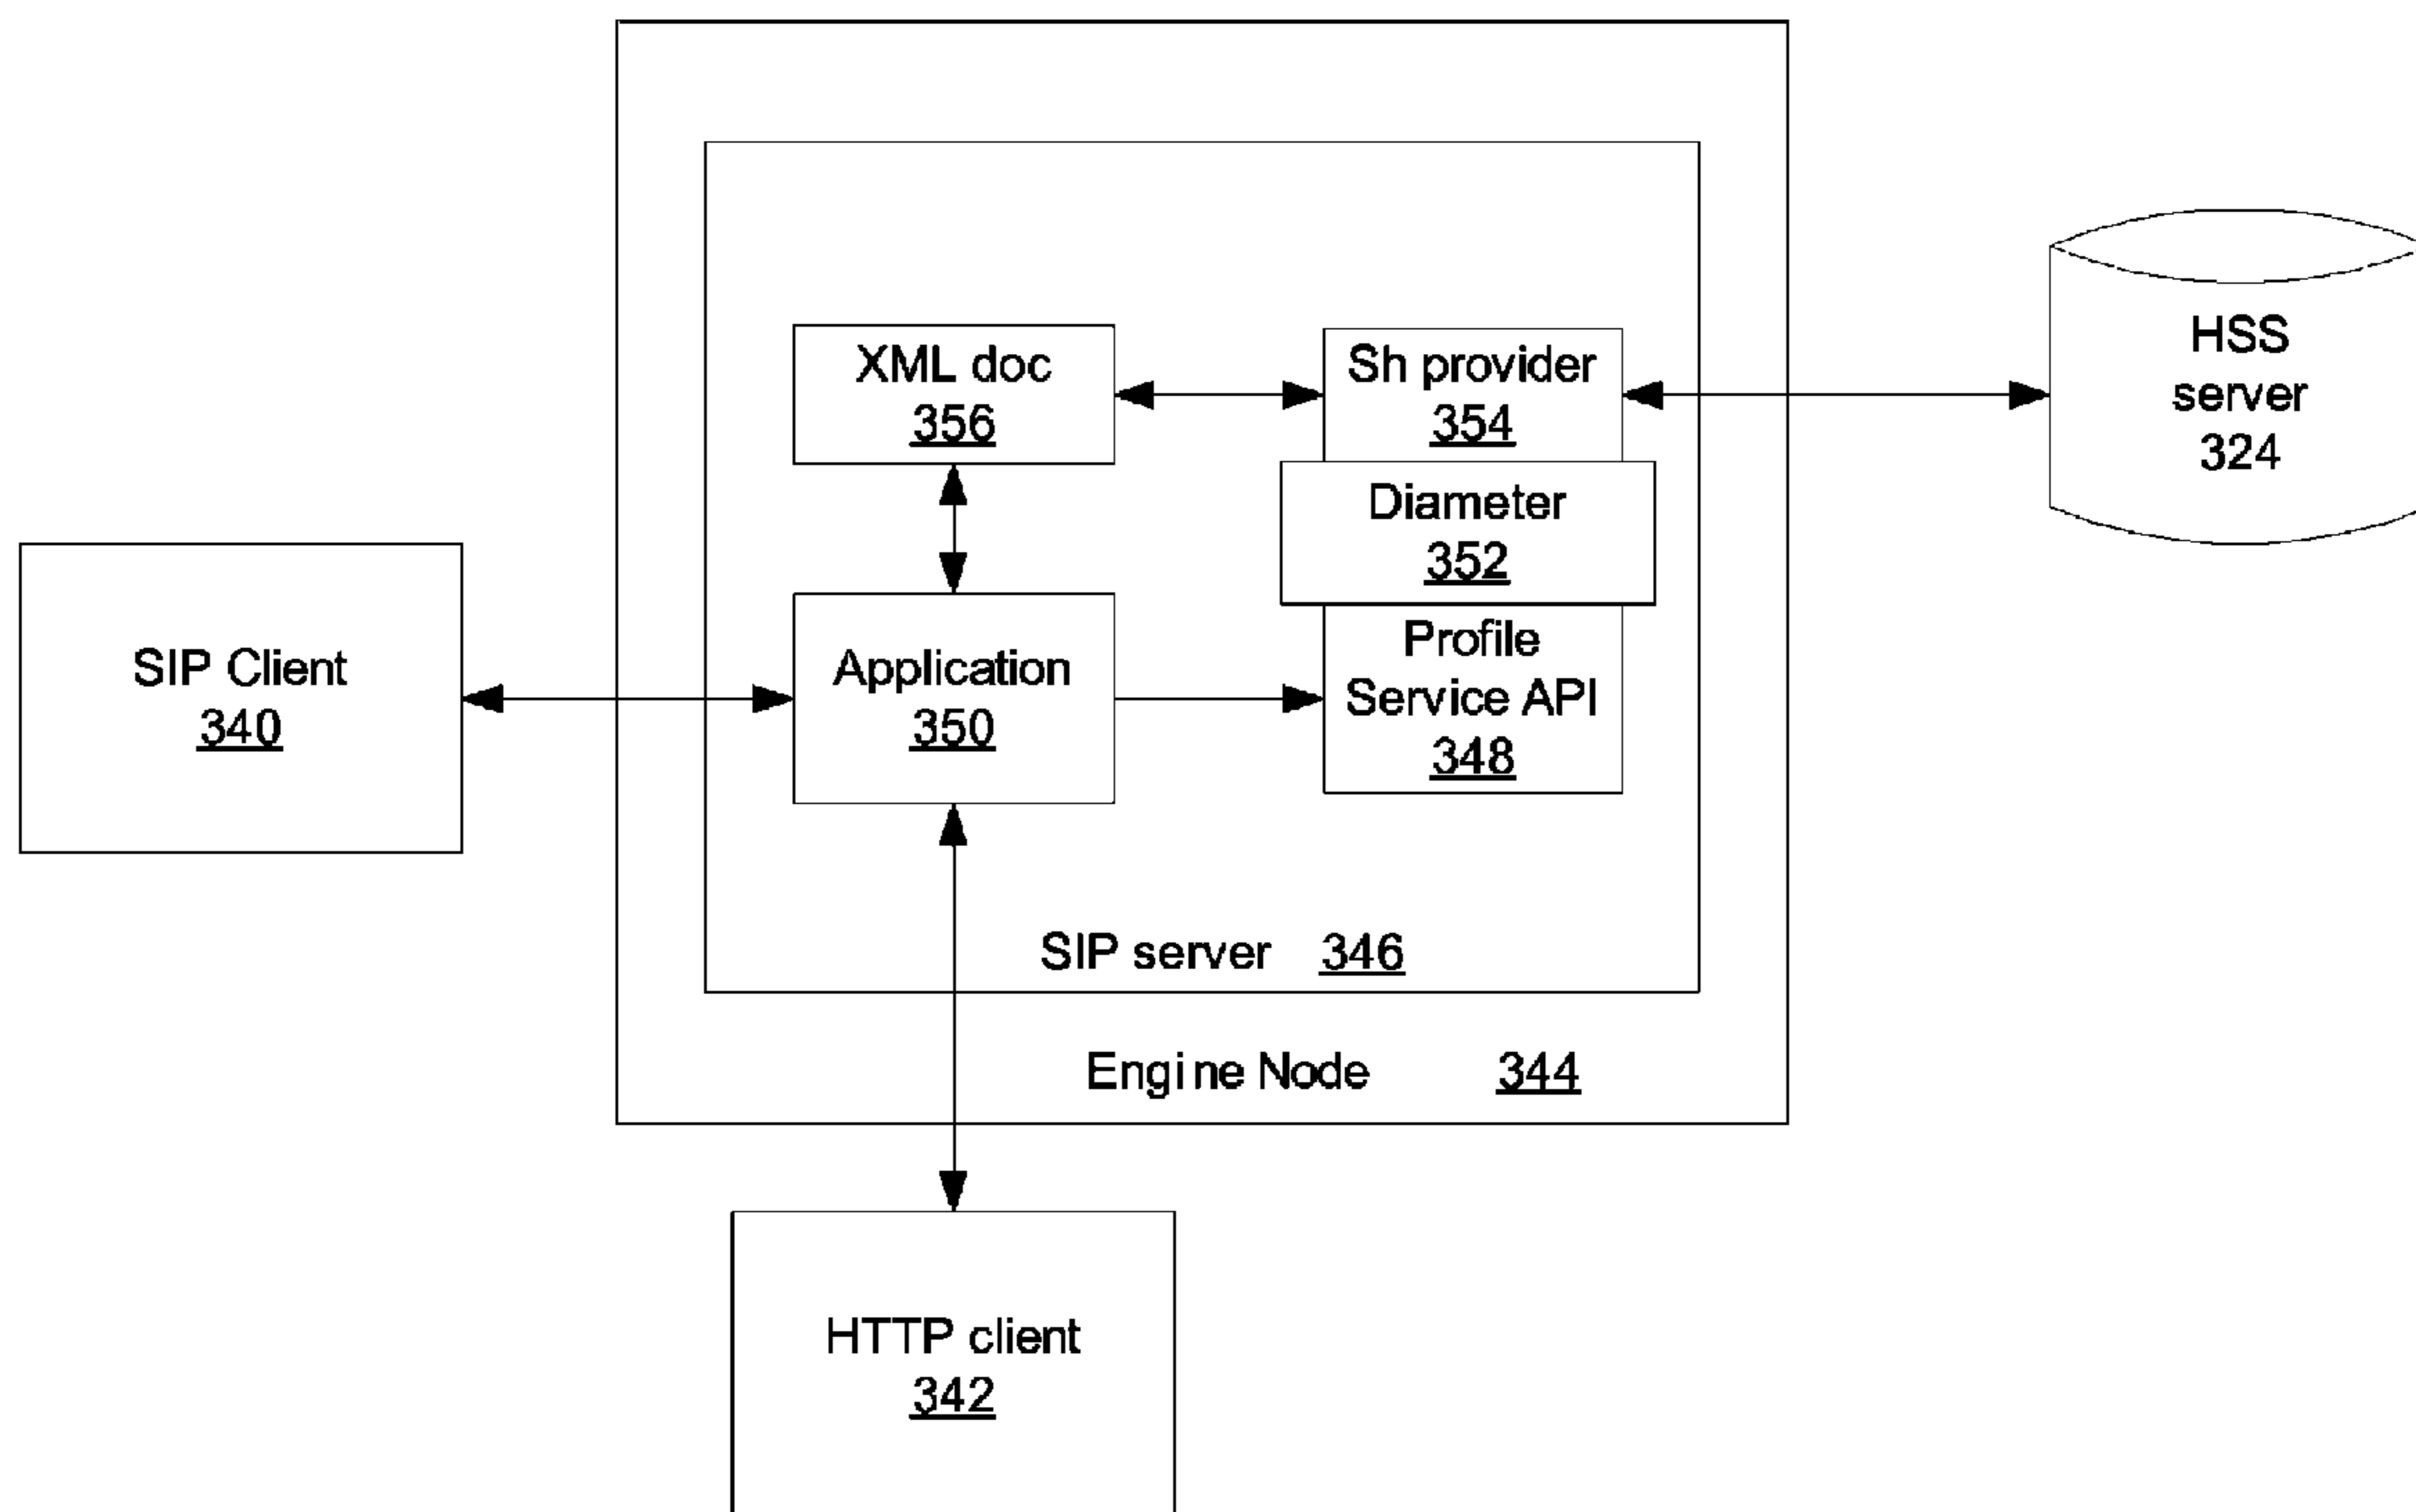 XML doc
356
Sh provider
354
HSS
server
324
Diameter
352
SIP Client
340
Application
350
Profile
Service API
348
SIP server 346
Engine Node 344
HTTP client
342